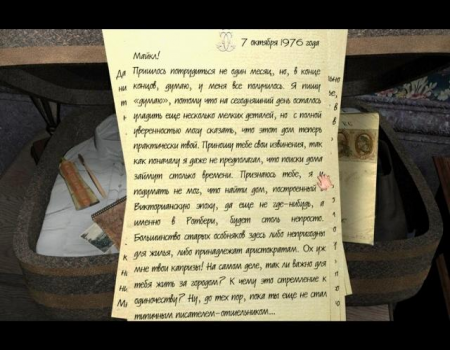 7 октября 1976 года
Майкл!
Пришлось потрудиться не один месяц, но, в конце
концов, думаю, у меня все получилось. Я пишу
«думаю», потому что на сегодняшний день осталось
уладить еще несколько мелких деталей, но с полной
уверенностью могу сказать, что этот дом теперь
практически твой. Приношу тебе свои извинения, так
как поначалу я даже не предполагал, что поиски дома
займут столько времени. Признаюсь тебе, я и
подумать не мог, что найти дом, построенный в
Викторианскую эпоху, да еще не где-нибудь, а
именно в Ротбери, будет столь непросто.
Большинство старых особняков здесь либо непригодно
для жилья, либо принадлежат аристократам. Ох уж
мне твои капризы! На самом деле, так ли важно для
тебя жить за городом? К чему это стремление к
одиночеству? Ну, до тех пор, пока ты еще не стал
типичным писателем-отшельником...